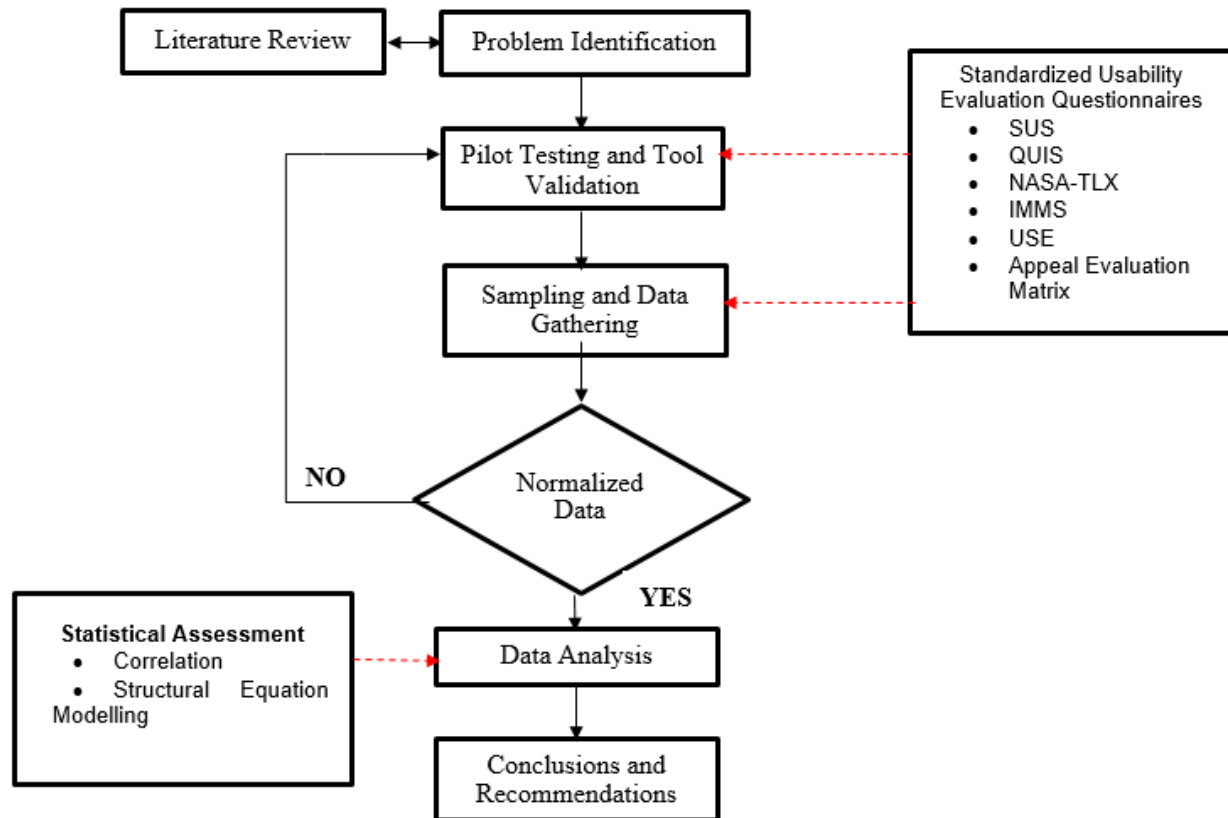 Literature Review
Problem Identification
Standardized Usability
Evaluation Questionnaires
• SUS
• QUIS
• NASA-TLX
• IMMS
• USE
• Appeal Evaluation
Matrix
Pilot Testing and Tool
Validation
Sampling and Data
Gathering
Normalized
Data
NO
YES
Statistical Assessment
• Correlation
• Structural Equation
Modelling
Data Analysis
Conclusions and
Recommendations